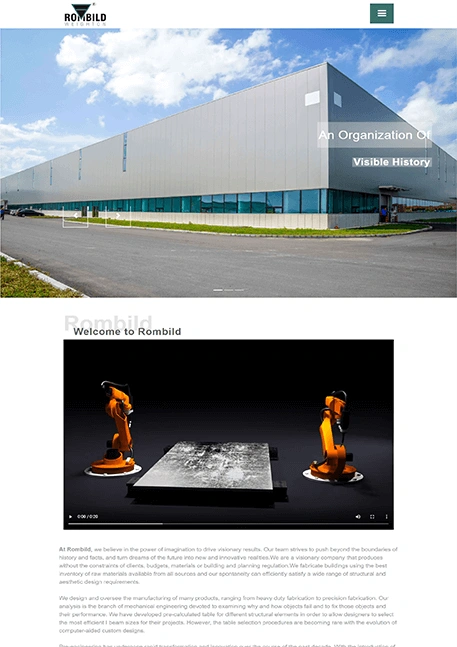 ROMBILD
WEIGHTUN
An Organization Of
Visible History
Rombild
Welcome to Rombild
0:00 / 0:20
At Rombild, we believe in the power of imagination to drive visionary results. Our team strives to push beyond the boundaries of
history and facts, and turn dreams of the future into new and innovative realities.We are a visionary company that produces
without the constraints of clients, budgets, materials or building and planning regulation.We fabricate buildings using the best
inventory of raw materials available from all sources and our spontaneity can efficiently satisfy a wide range of structural and
aesthetic design requirements.
We design and oversee the manufacturing of many products, ranging from heavy duty fabrication to precision fabrication. Our
analysis is the branch of mechanical engineering devoted to examining why and how objects fail and to fix those objects and
their performance. We have developed pre-calculated table for different structural elements in order to allow designers to select
the most efficient I beam sizes for their projects. However, the table selection procedures are becoming rare with the evolution of
computer-aided custom designs.